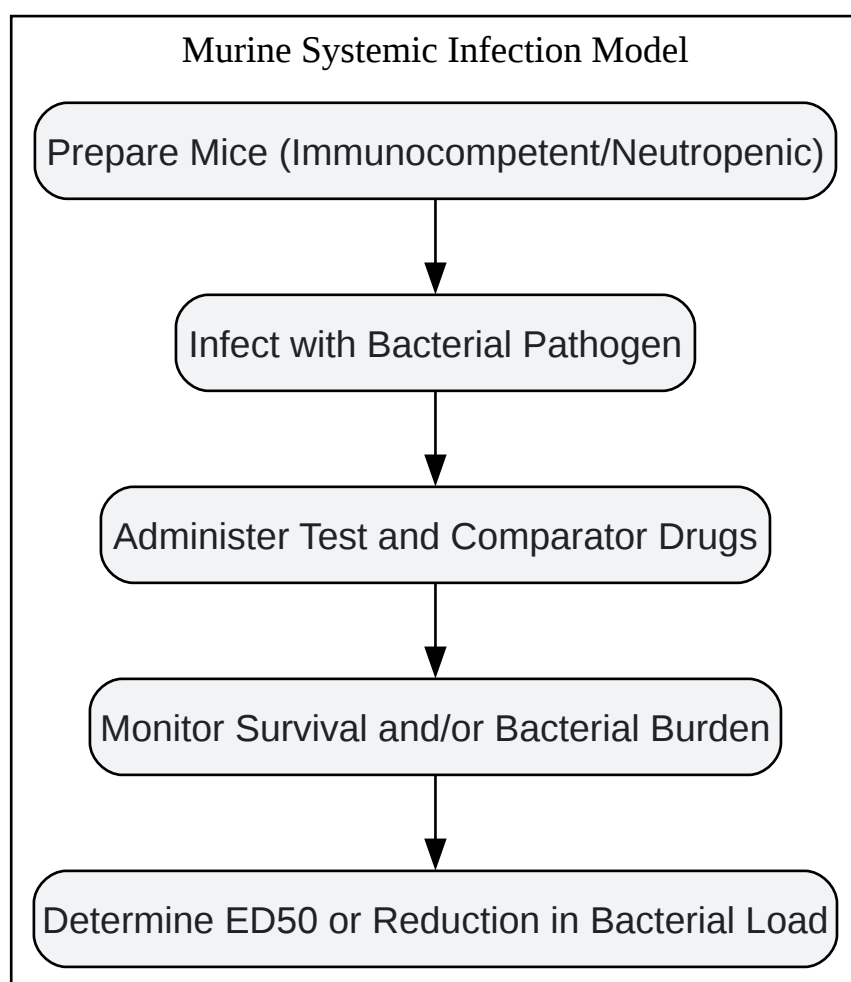 Murine Systemic Infection Model
Prepare Mice (Immunocompetent/Neutropenic)
Infect with Bacterial Pathogen
Administer Test and Comparator Drugs
Monitor Survival and/or Bacterial Burden
Determine ED50 or Reduction in Bacterial Load